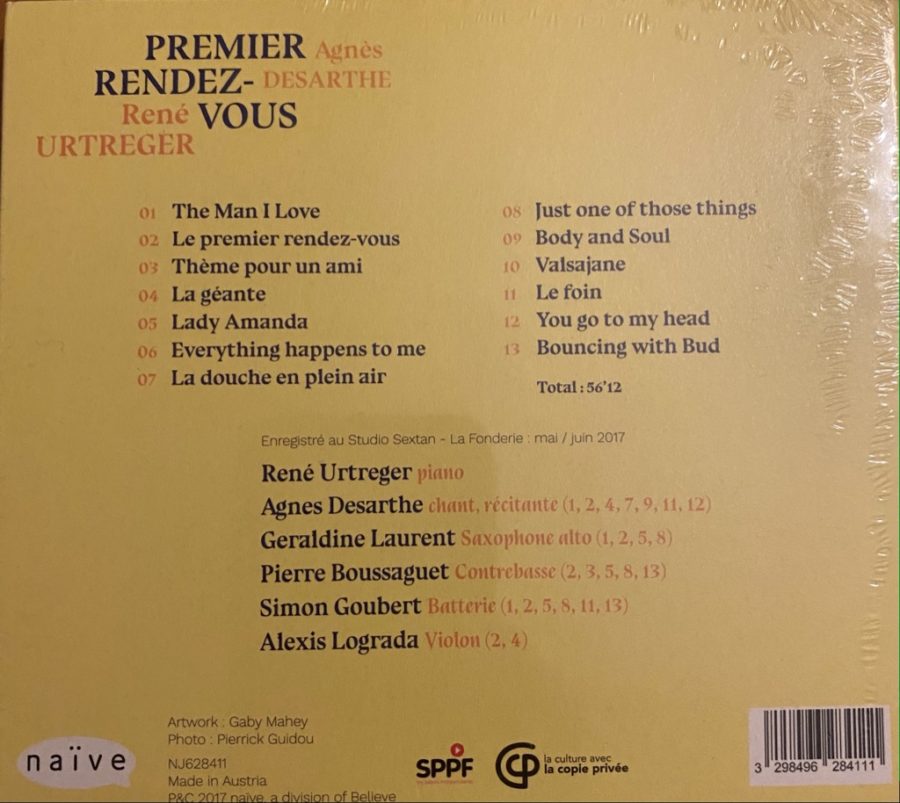 PREMIER Agnès
RENDEZ- DESARTHE
René VOUS
URTREGER
01 The Man I Love
02 Le premier rendez-vous
03 Thème pour un ami
04 La géante
05 Lady Amanda
06 Everything happens to me
07 La douche en plein air
08 Just one of those things
09 Body and Soul
10 Valsajane
11 Le foin
12 You go to my head
13 Bouncing with Bud
Total : 56'12
Enregistré au Studio Sextan - La Fonderie : mai / juin 2017
René Urtreger piano
Agnes Desarthe chant, récitante (1, 2, 4, 7, 9, 11, 12)
Geraldine Laurent Saxophone alto (1, 2, 5, 8)
Pierre Boussaguet Contrebasse (2, 3, 5, 8, 13)
Simon Goubert Batterie (1, 2, 5, 8, 11, 13)
Alexis Lograda Violon (2, 4)
Artwork : Gaby Mahey
Photo : Pierrick Guidou
NJ628411
Made in Austria
P&C 2017 naïve, a division of Believe
naïve
SPPF
CP la culture avec
la copie privée
3 298496 284111